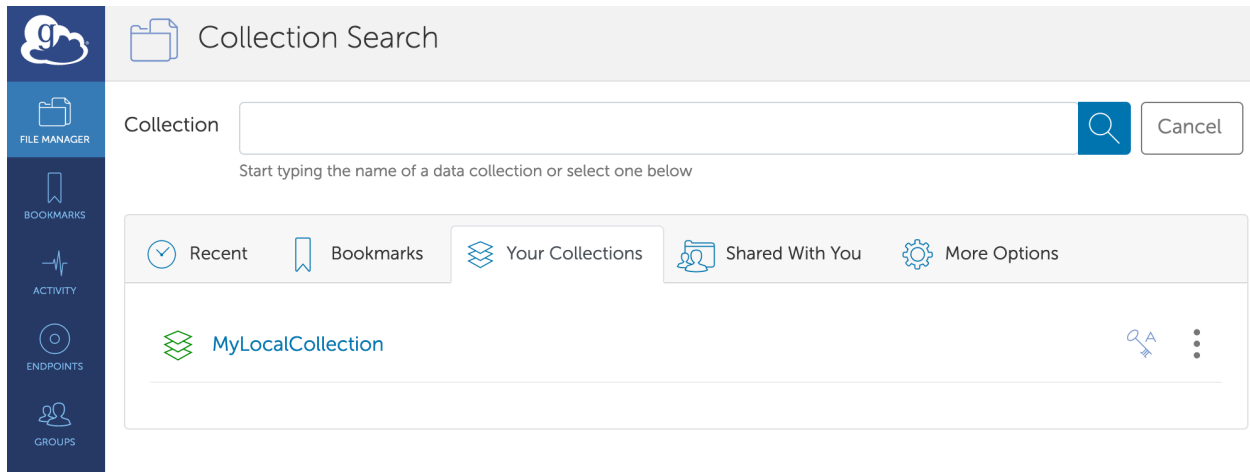 g
Collection Search
FILE MANAGER
BOOKMARKS
ACTIVITY
ENDPOINTS
GROUPS
Collection
Cancel
Start typing the name of a data collection or select one below
Recent Bookmarks Your Collections Shared With You More Options
MyLocalCollection A